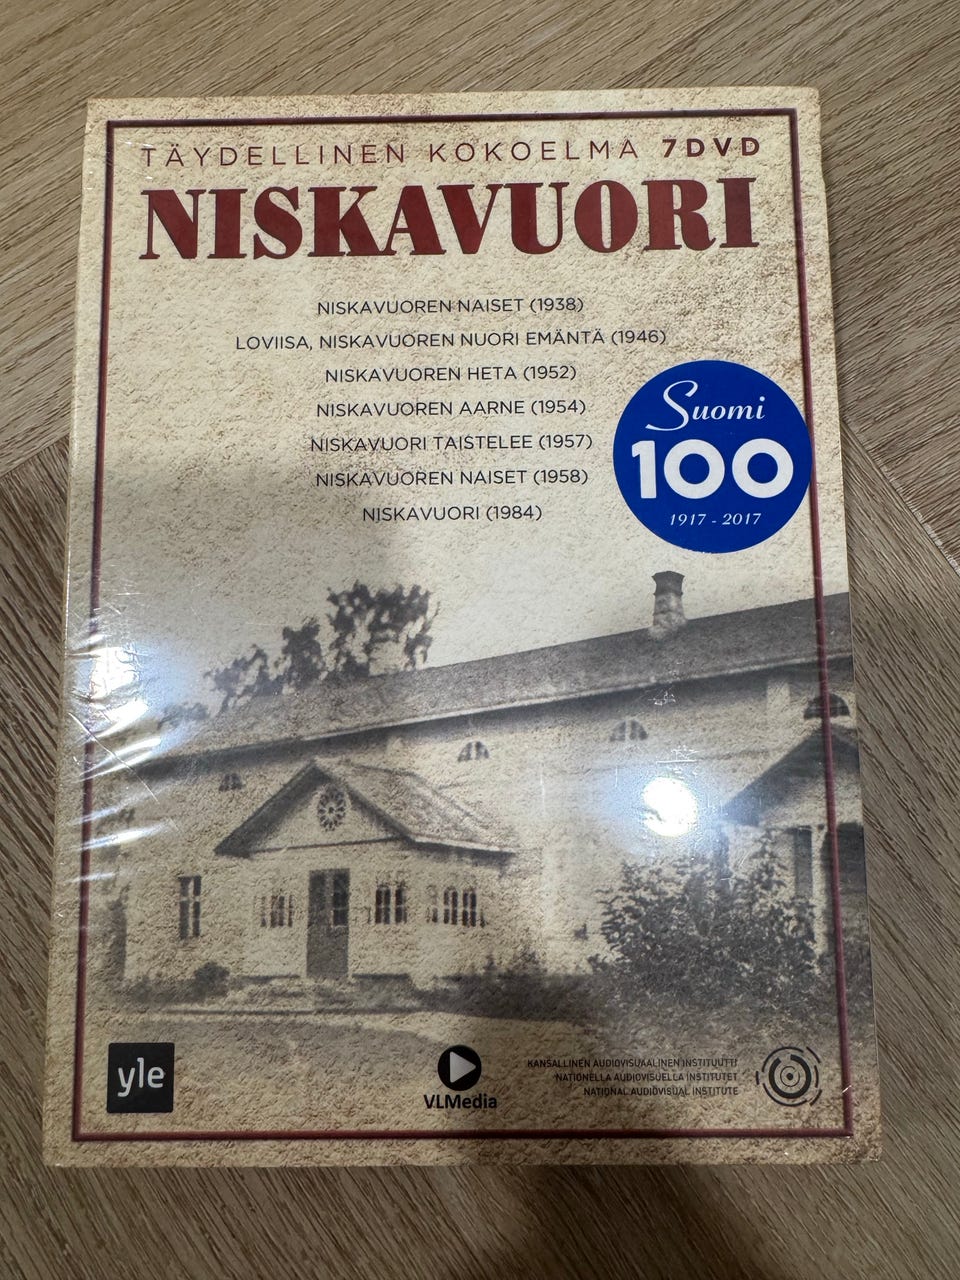 TÄYDELLINEN KOKOELMA 7DVD
NISKAVUORI
NISKAVUOREN NAISET (1938)
LOVIISA, NISKAVUOREN NUORI EMÄNTÄ (1946)
NISKAVUOREN HETA (1952)
NISKAVUOREN AARNE (1954)
NISKAVUORI TAISTELEE (1957)
NISKAVUOREN NAISET (1958)
NISKAVUORI (1984)
Suomi
100
1917 - 2017
yle
VLMedia
KANSALLINEN AUDIOVISUAALINEN INSTITUUTTI
NATIONELLA AUDIOVISUELLA INSTITUTET
NATIONAL AUDIOVISUAL INSTITUTE